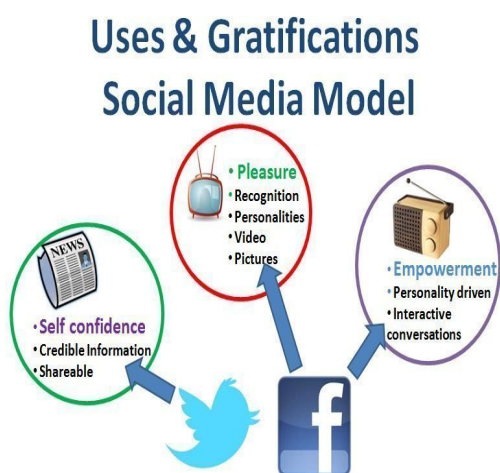 Uses & Gratifications
Social Media Model
• Pleasure
• Recognition
• Personalities
• Video
• Pictures
NEWS
• Self confidence
• Credible Information
• Shareable
• Empowerment
• Personality driven
• Interactive
conversations
f